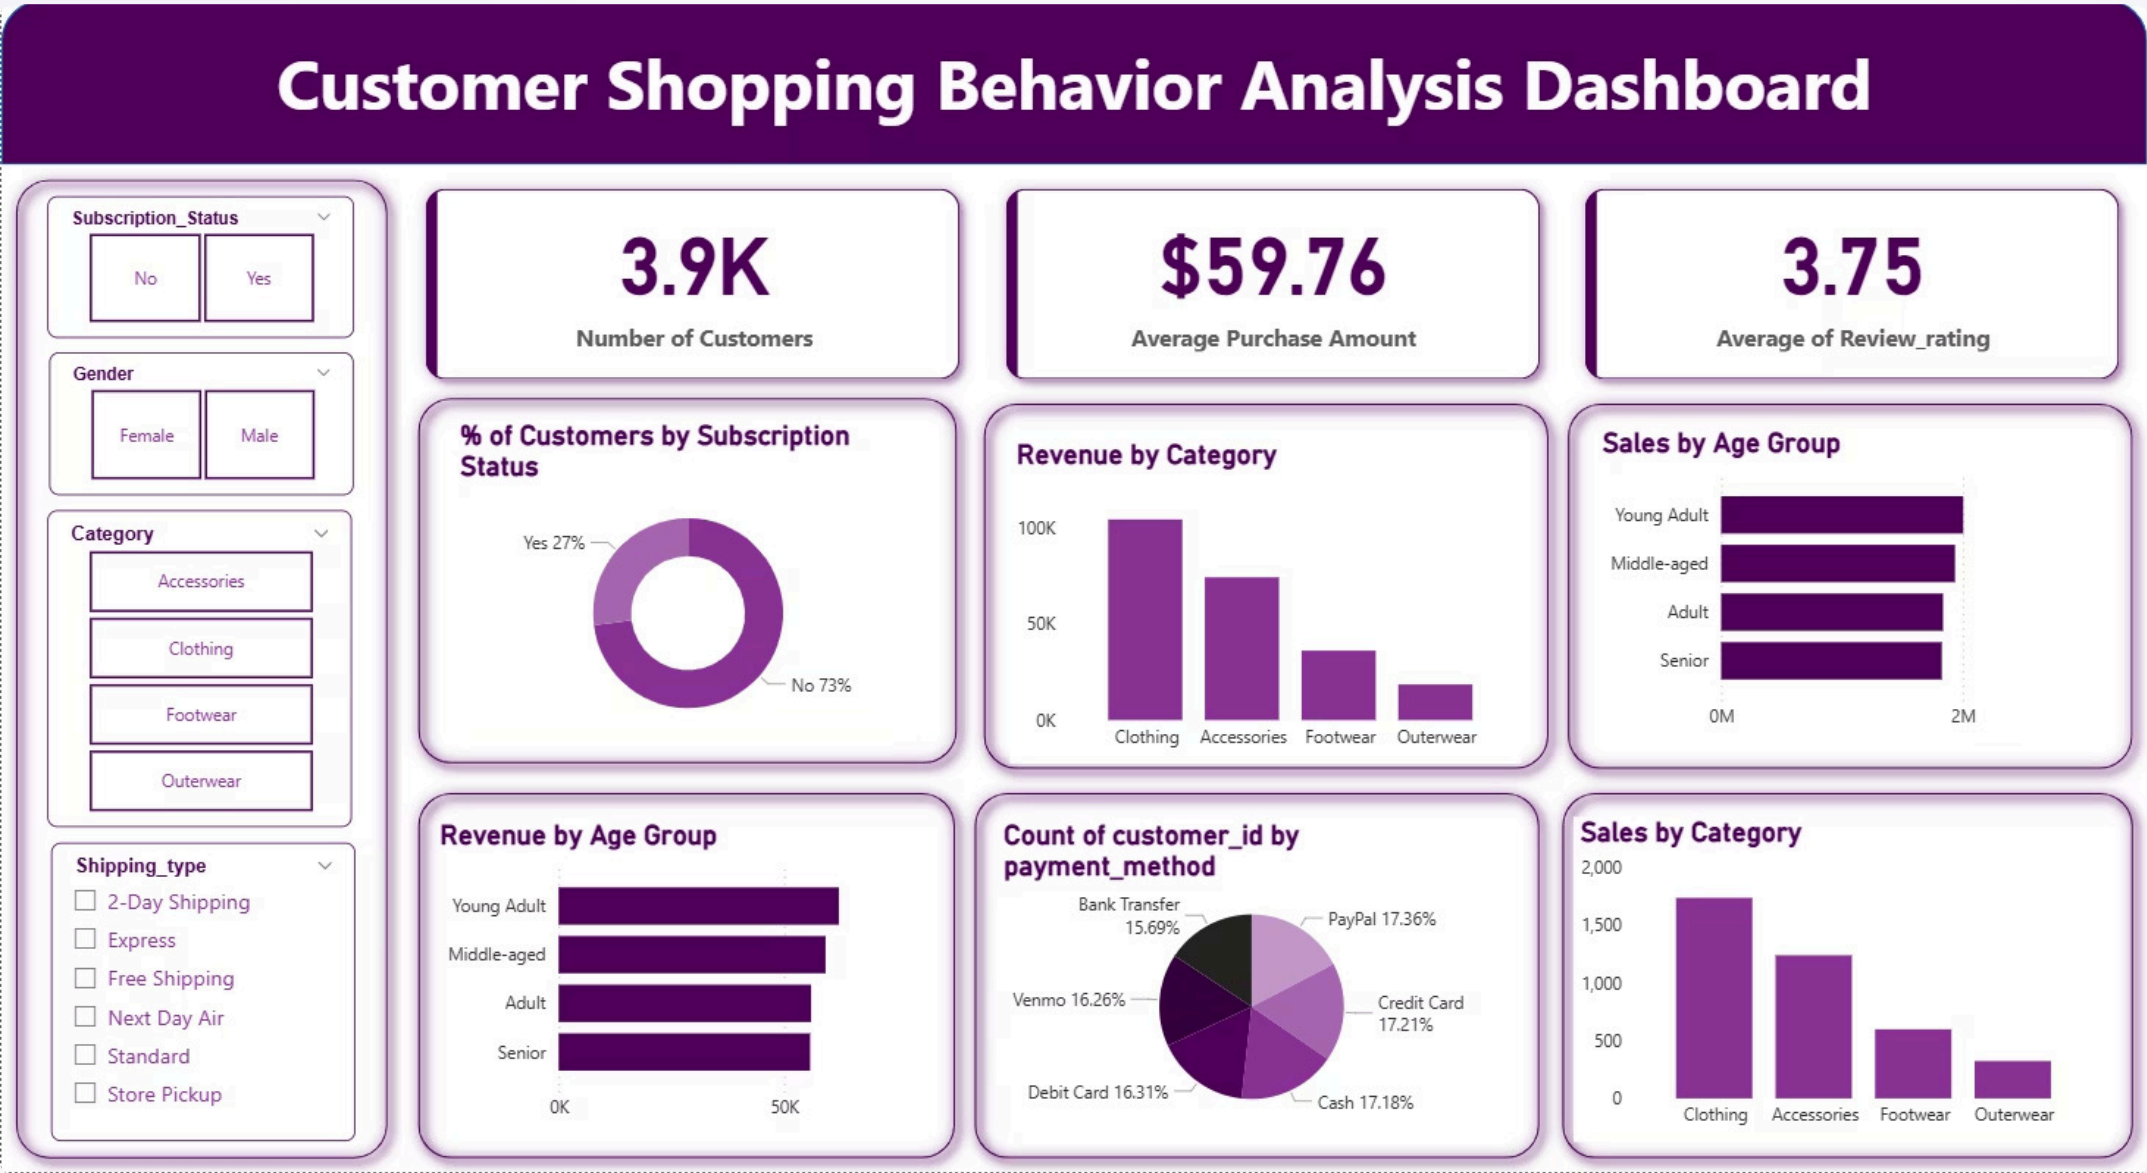 Customer Shopping Behavior Analysis Dashboard
Subscription_Status
No
Yes
Gender
Female
Male
Category
Accessories
Clothing
Footwear
Outerwear
Shipping_type
2-Day Shipping
Express
Free Shipping
Next Day Air
Standard
Store Pickup
3.9K
Number of Customers
$59.76
Average Purchase Amount
3.75
Average of Review_rating
% of Customers by Subscription
Status
Yes 27%
No 73%
Revenue by Category
100K
50K
0K
Clothing
Accessories
Footwear
Outerwear
Sales by Age Group
Young Adult
Middle-aged
Adult
Senior
0M
2M
Revenue by Age Group
Young Adult
Middle-aged
Adult
Senior
0K
50K
Count of customer_id by
payment_method
Bank Transfer
15.69%
PayPal 17.36%
Venmo 16.26%
Credit Card
17.21%
Debit Card 16.31%
Cash 17.18%
Sales by Category
2,000
1,500
1,000
500
0
Clothing
Accessories
Footwear
Outerwear